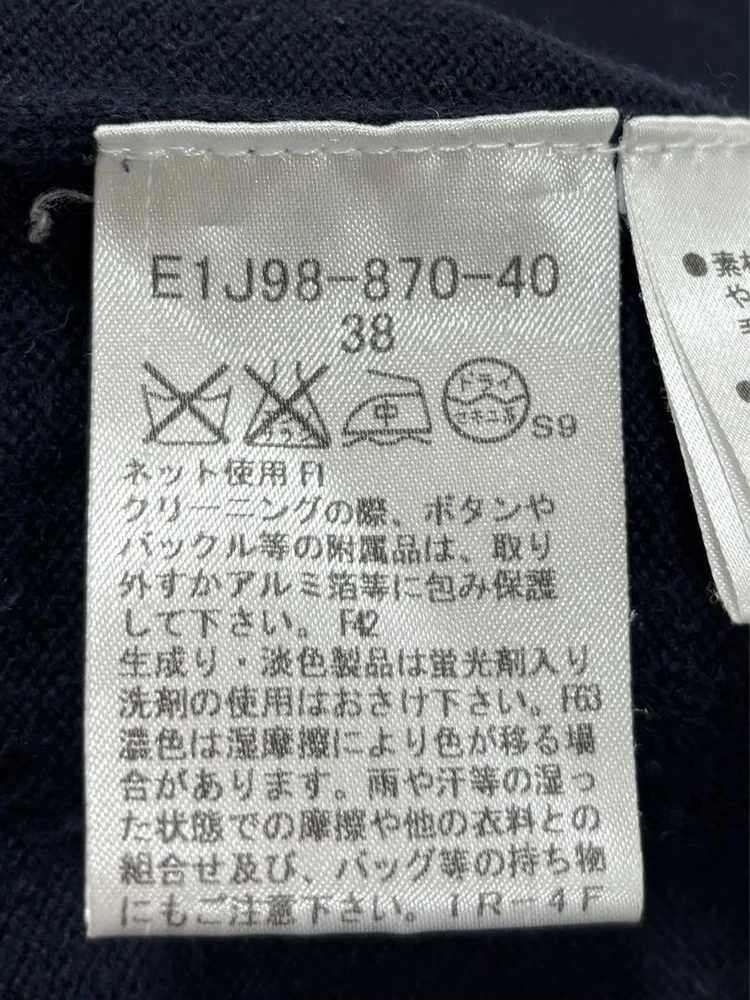 E1J98-870-40
38
中
ドライ
セキユ系
S9
ネット使用 F1
クリーニングの際、ボタンや
バックル等の附属品は、取り
外すかアルミ箔等に包み保護
して下さい。 F42
生成り・淡色製品は蛍光剤入り
洗剤の使用はおさけ下さい。F63
濃色は湿摩擦により色が移る場
合があります。雨や汗等の湿っ
た状態での摩擦や他の衣料との
組合せ及び、バッグ等の持ち物
にもご注意下さい。1R-4F
●素材
や